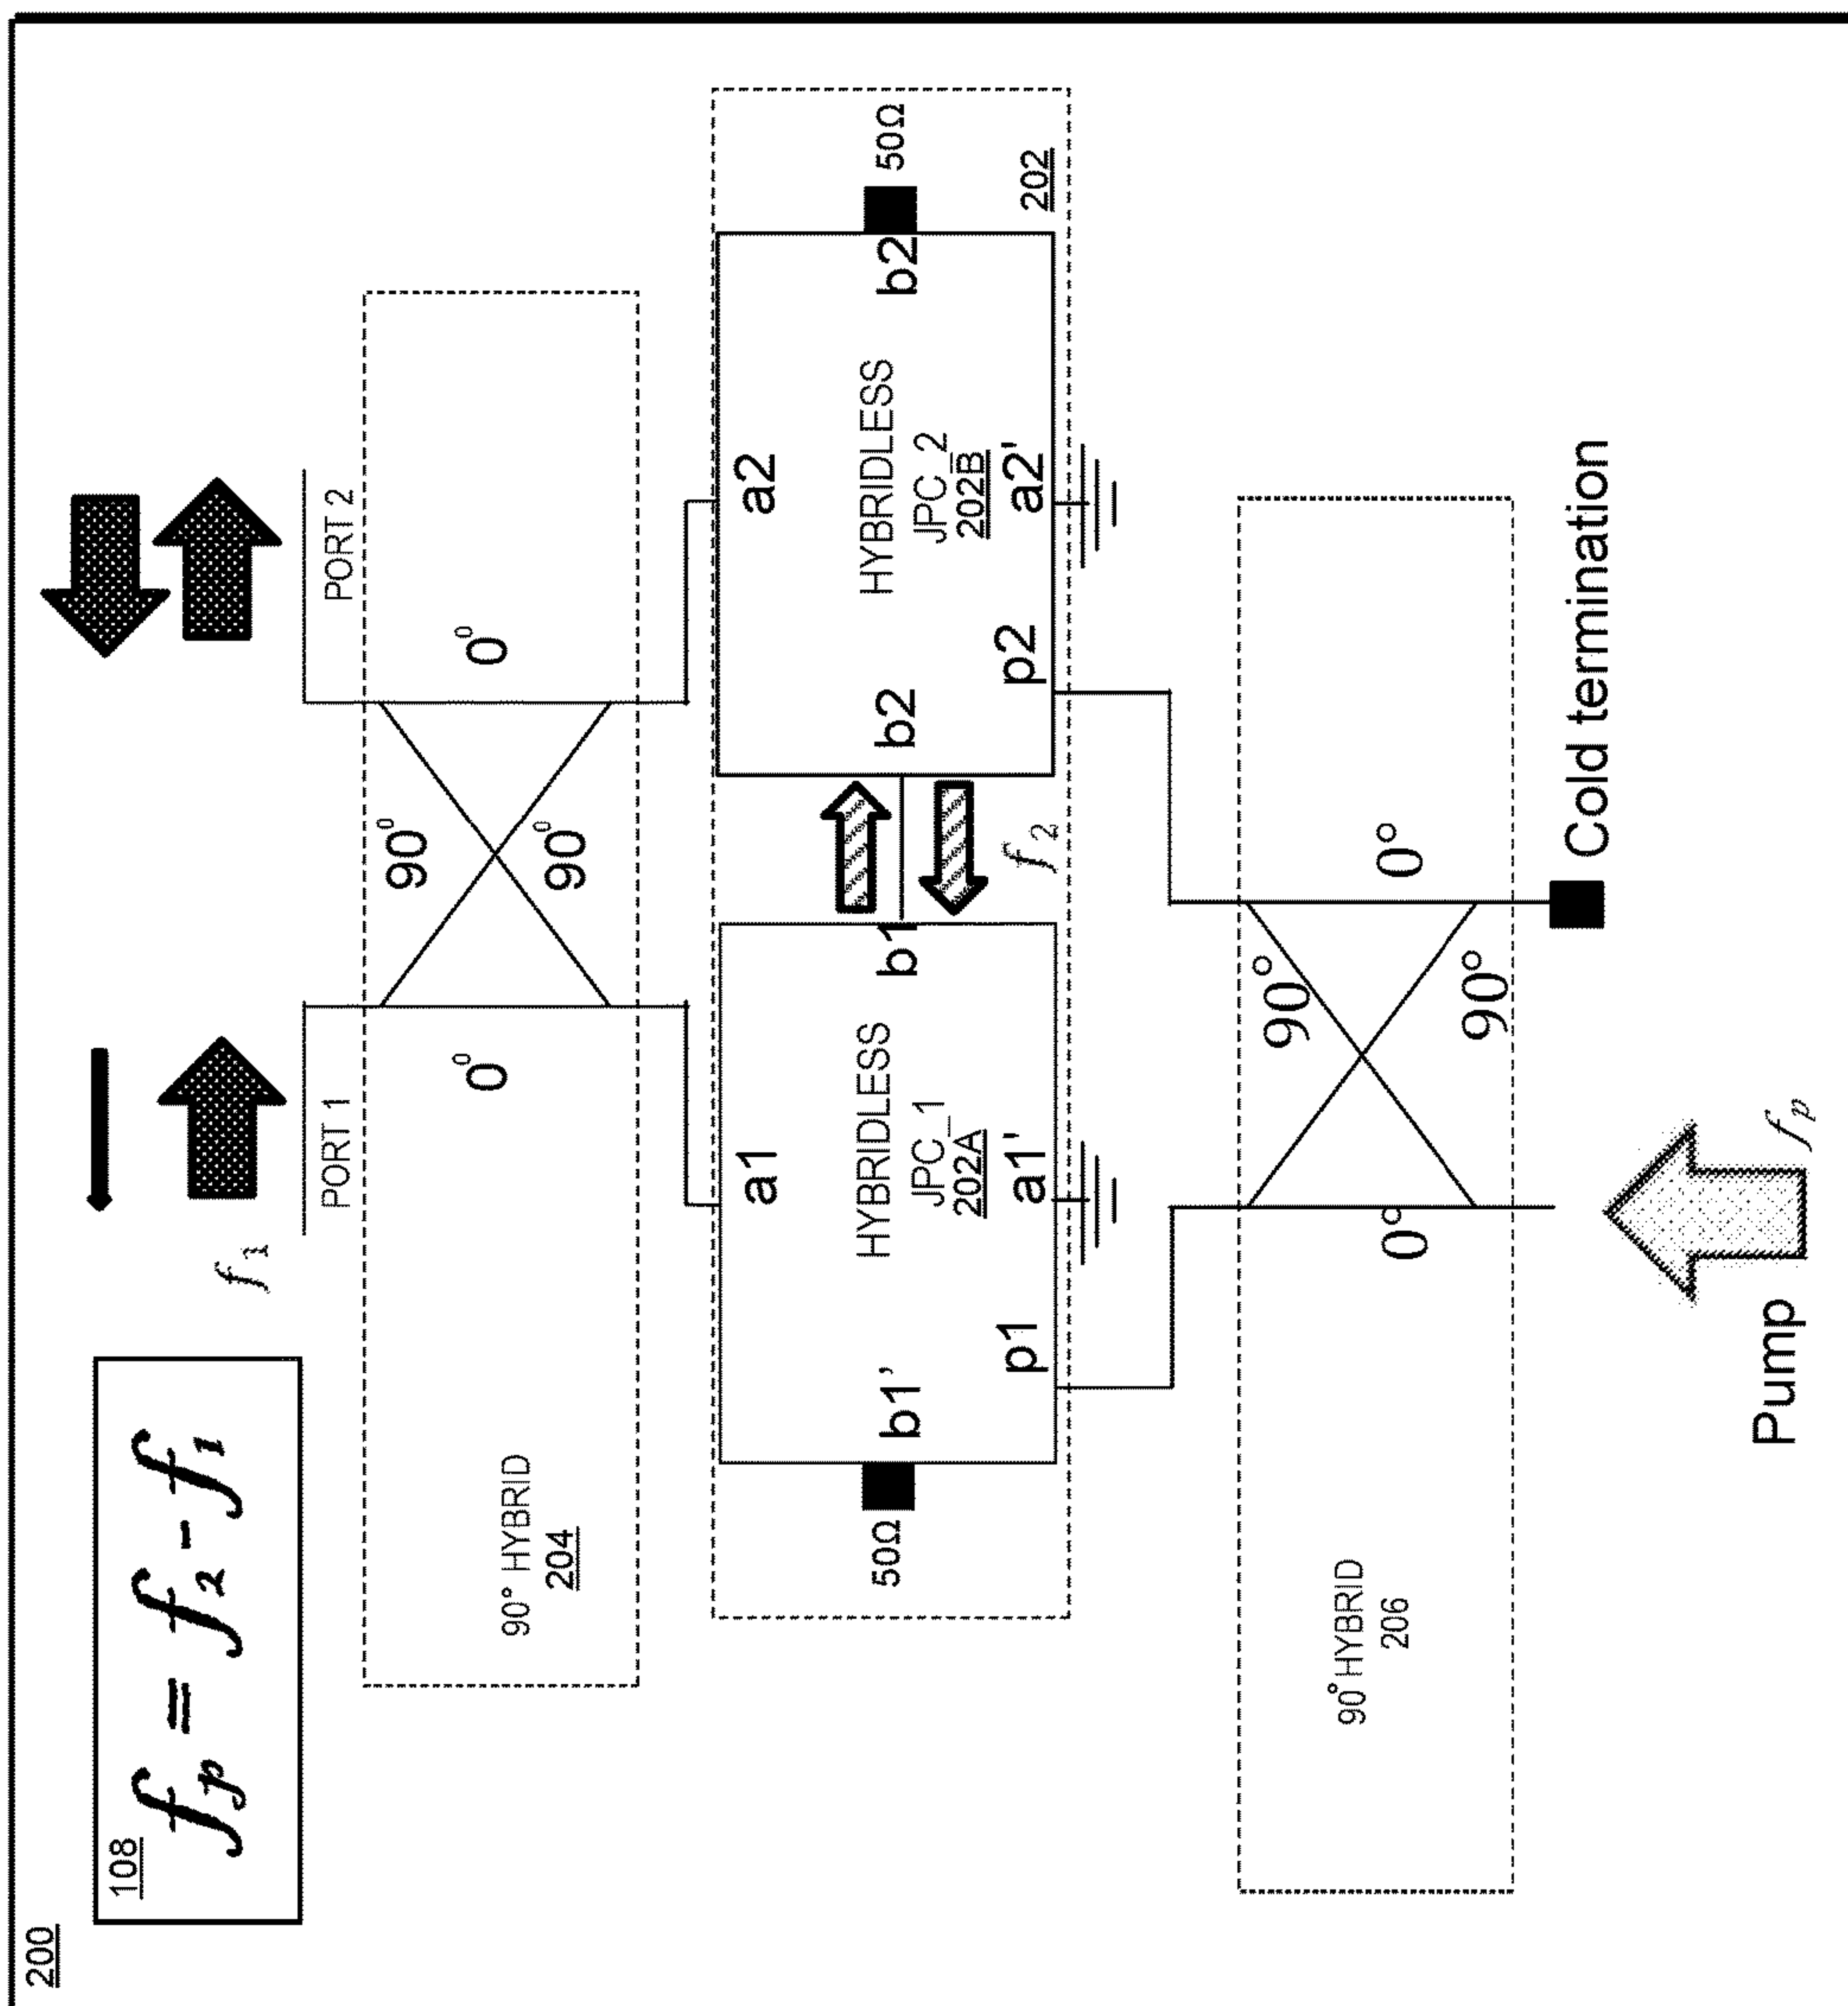 200
108
fp = f2 - f1
f1
PORT 1
PORT 2
90° HYBRID
204
0°
90°
90°
0°
50Ω
b1’
a1
HYBRIDLESS
JPC_1
202A
p1
a1'
b1
f2
b2
a2
HYBRIDLESS
JPC_2
202B
p2
a2'
b2
50Ω
202
90° HYBRID
206
0°
90°
90°
0°
Pump
fp
Cold termination